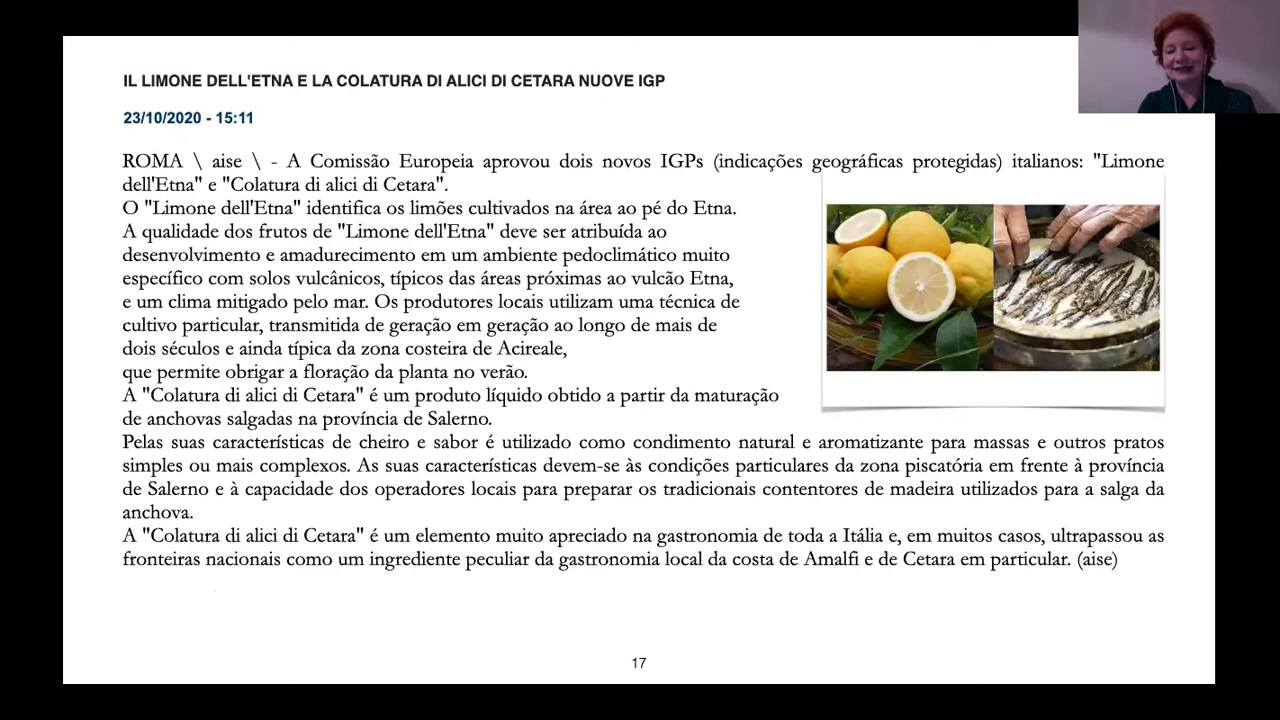 IL LIMONE DELL'ETNA E LA COLATURA DI ALICI DI CETARA NUOVE IGP
23/10/2020 - 15:11
ROMA \ aise \ - A Comissão Europeia aprovou dois novos IGPs (indicações geográficas protegidas) italianos: "Limone
dell'Etna" e "Colatura di alici di Cetara".
O "Limone dell'Etna" identifica os limões cultivados na área ao pé do Etna.
A qualidade dos frutos de "Limone dell'Etna" deve ser atribuída ao
desenvolvimento e amadurecimento em um ambiente pedoclimático muito
específico com solos vulcânicos, típicos das áreas próximas ao vulcão Etna,
e um clima mitigado pelo mar. Os produtores locais utilizam uma técnica de
cultivo particular, transmitida de geração em geração ao longo de mais de
dois séculos e ainda típica da zona costeira de Acireale,
que permite obrigar a floração da planta no verão.
A "Colatura di alici di Cetara" é um produto líquido obtido a partir da maturação
de anchovas salgadas na província de Salerno.
Pelas suas características de cheiro e sabor é utilizado como condimento natural e aromatizante para massas e outros pratos
simples ou mais complexos. As suas características devem-se às condições particulares da zona piscatória em frente à província
de Salerno e à capacidade dos operadores locais para preparar os tradicionais contentores de madeira utilizados para a salga da
anchova.
A "Colatura di alici di Cetara" é um elemento muito apreciado na gastronomia de toda a Itália e, em muitos casos, ultrapassou as
fronteiras nacionais como um ingrediente peculiar da gastronomia local da costa de Amalfi e de Cetara em particular. (aise)
17